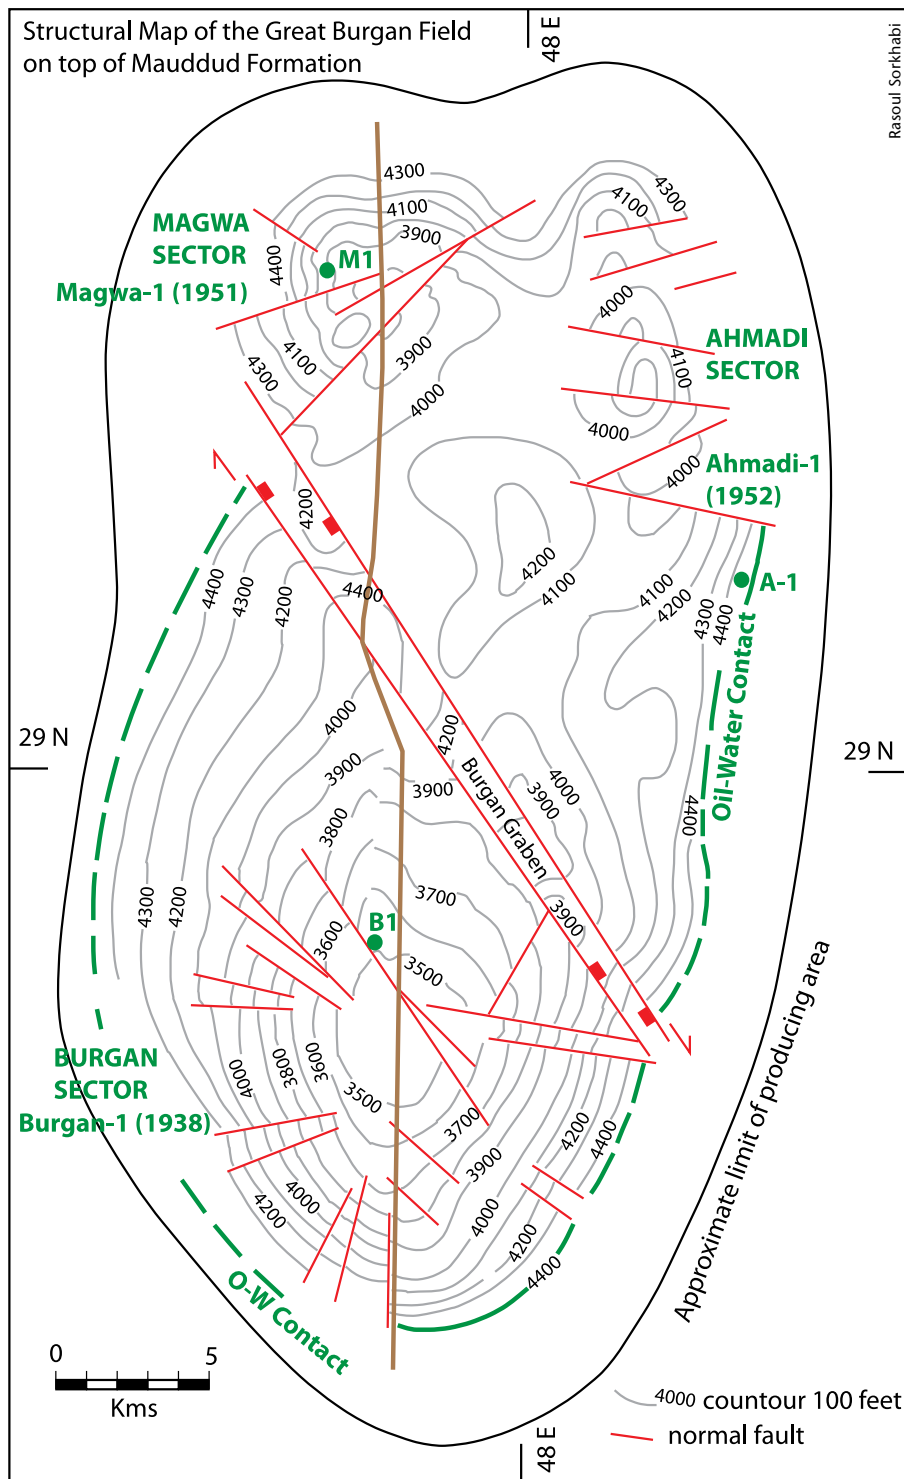 Structural Map of the Great Burgan Field
on top of Mauddud Formation
48 E
Rasoul Sorkhabi
4300
4100
3900
4300
4100
MAGWA
SECTOR
4400
M1
Magwa-1 (1951)
4000
4100
3900
4300
4000
AHMADI
SECTOR
4100
4000
4000
Ahmadi-1
(1952)
4200
4200
4100
4400
4300
4200
4400
4100
4200
4300
4400
A-1
Oil-Water Contact
29 N
29 N
4000
4200
3900
3900
Burgan Graben
4000
3900
4400
3800
3700
4300
4200
3600
B1
3500
3900
BURGAN
SECTOR
Burgan-1 (1938)
4000
3800
3600
3500
3700
3900
4200
4400
4200
4000
4000
4200
4400
O-W Contact
Approximate limit of producing area
0
5
Kms
4000 countour 100 feet
normal fault
48 E